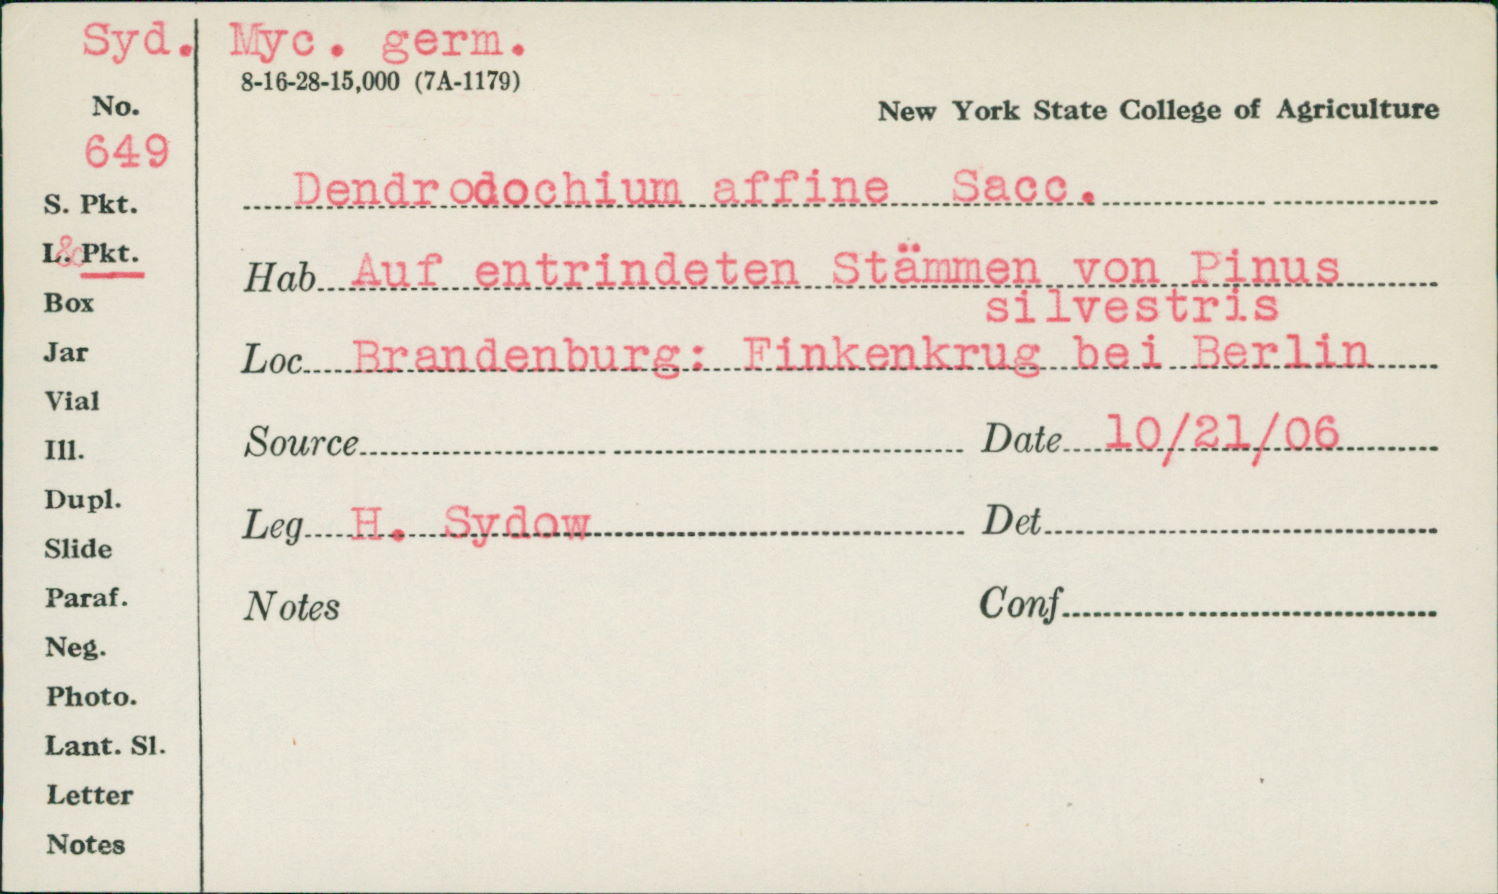 Syd. Myc. germ.
8-16-28-15,000 (7A-1179)
No.
New York State College of Agriculture
649
Dendrodochium affine Sacc.
S. Pkt.
L. & Pkt.
Hab. Auf entrindeten Stämmen von Pinus
silvestris
Box
Jar
Loc. Brandenburg: Finkenkrug bei Berlin
Vial
Ill.
Source Date 10/21/06
Dupl.
Leg. H. Sydow Det.
Slide
Paraf.
Notes Conf.
Neg.
Photo.
Lant. Sl.
Letter
Notes